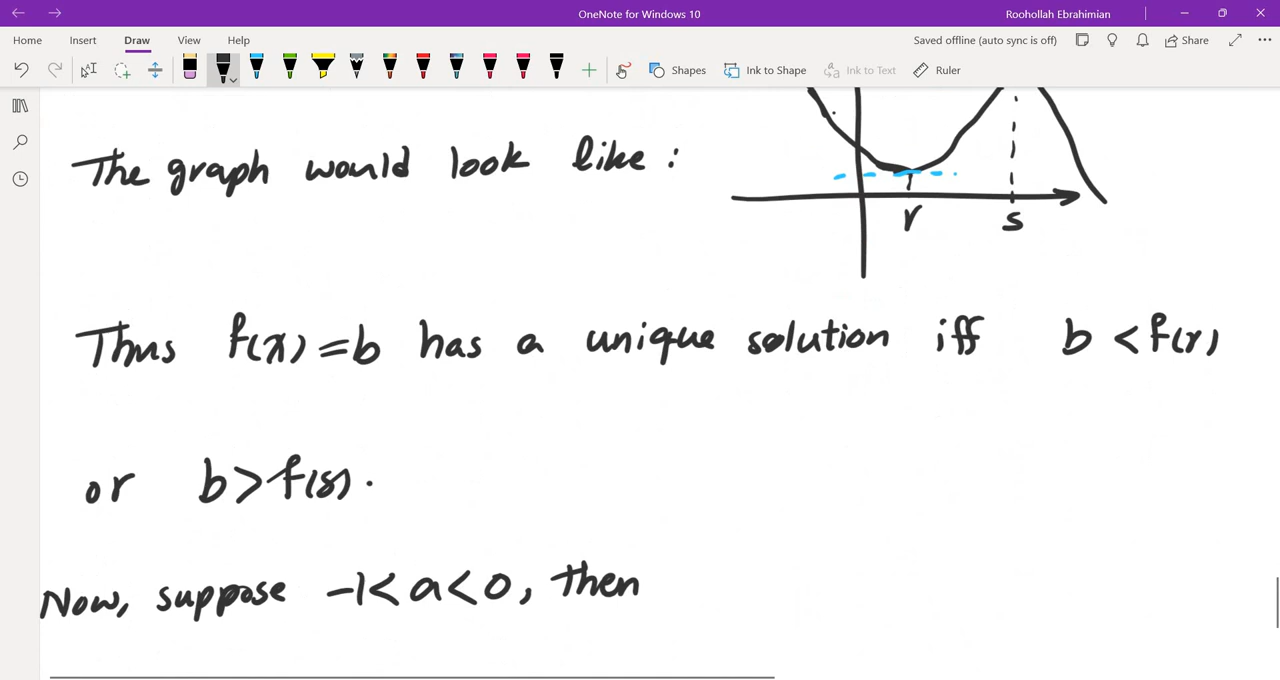 OneNote for Windows 10
Roohollah Ebrahimian
Home Insert Draw View Help
Saved offline (auto sync is off) Share
Shapes Ink to Shape Ink to Text Ruler
The graph would look like :
r s
Thus f(x) = b has a unique solution iff b < f(r)
or b > f(s).
Now, suppose -1 < a < 0, then